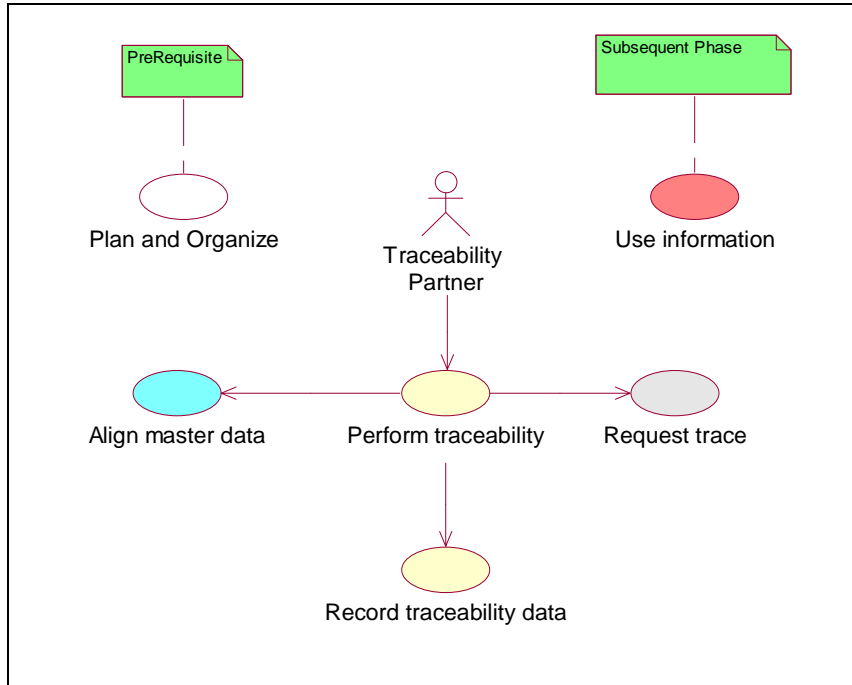 PreRequisite
Subsequent Phase
Plan and Organize
Use information
Traceability
Partner
Align master data
Perform traceability
Request trace
Record traceability data